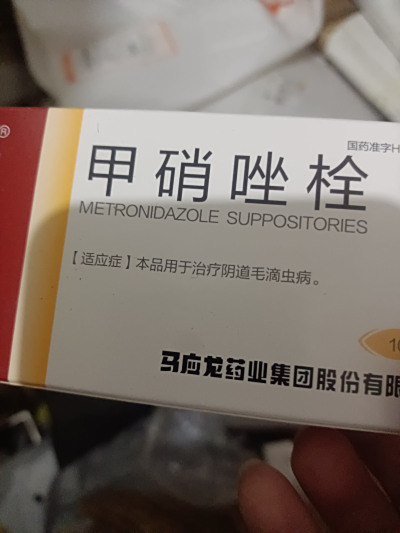 ®
国药准字H
甲硝唑栓
METRONIDAZOLE SUPPOSITORIES
【适应症】本品用于治疗阴道毛滴虫病。
10
马应龙药业集团股份有限